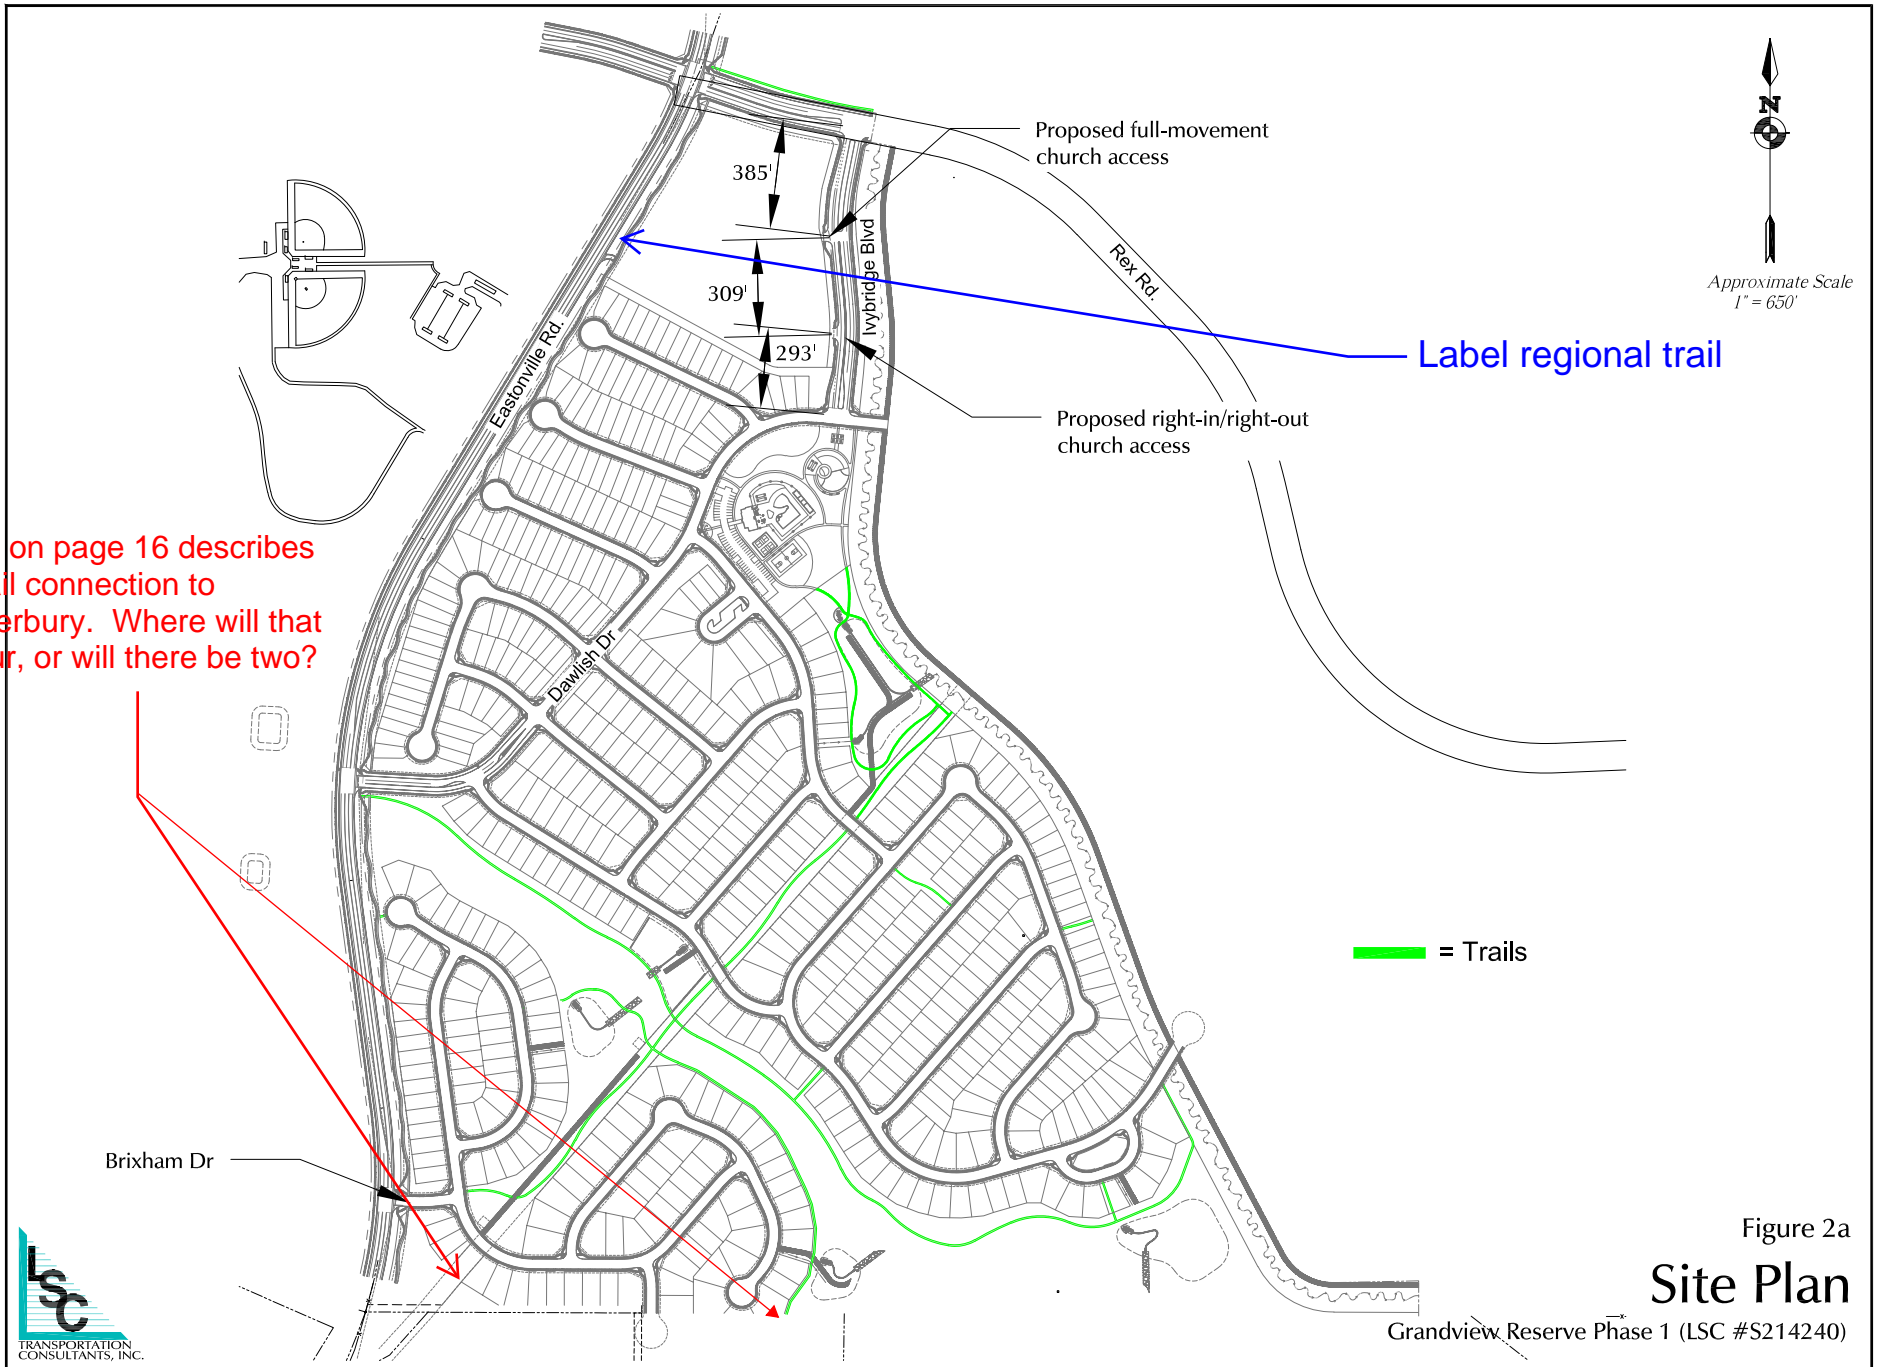 Proposed full-movement
church access
N
Approximate Scale
1" = 650'
385'
309'
293'
Ivybridge Blvd
Rex Rd.
Eastonville Rd.
Label regional trail
Proposed right-in/right-out
church access
on page 16 describes
connection to
Where will that
or will there be two?
Dawlish Dr
= Trails
Brixham Dr
LSC
TRANSPORTATION
CONSULTANTS, INC.
Figure 2a
Site Plan
Grandview Reserve Phase 1 (LSC #S214240)